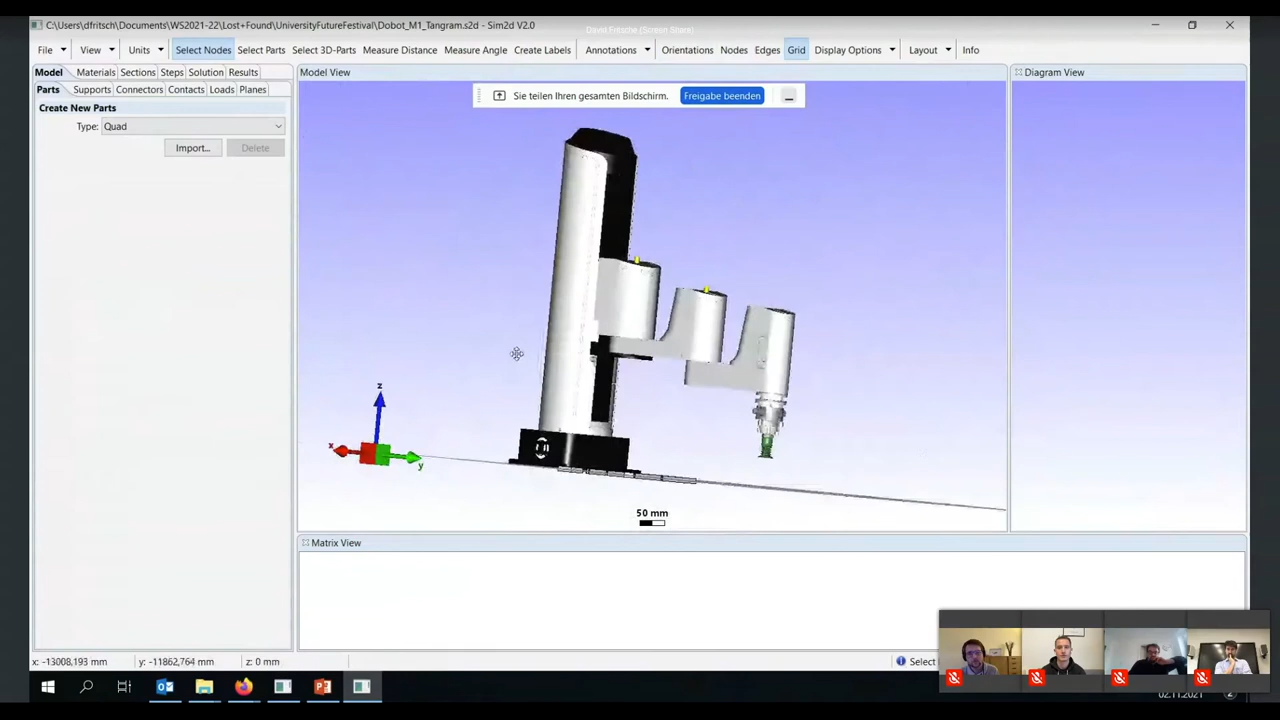 C:\Users\dfritsch\Documents\WS2021-22\Lost+Found\UniversityFutureFestival\Dobot_M1_Tangram.s2d - Sim2d V2.0
File View Units Select Nodes Select Parts Select 3D-Parts Measure Distance Measure Angle Create Labels Annotations Orientations Nodes Edges Grid Display Options Layout Info
Model Materials Sections Steps Solution Results
Model View
Diagram View
Parts Supports Connectors Contacts Loads Planes
Sie teilen Ihren gesamten Bildschirm. Freigabe beenden
Create New Parts
Type: Quad
Import... Delete
z
x
y
50 mm
Matrix View
x: -13008,193 mm y: -11862,764 mm z: 0 mm
Select
02.11.2021